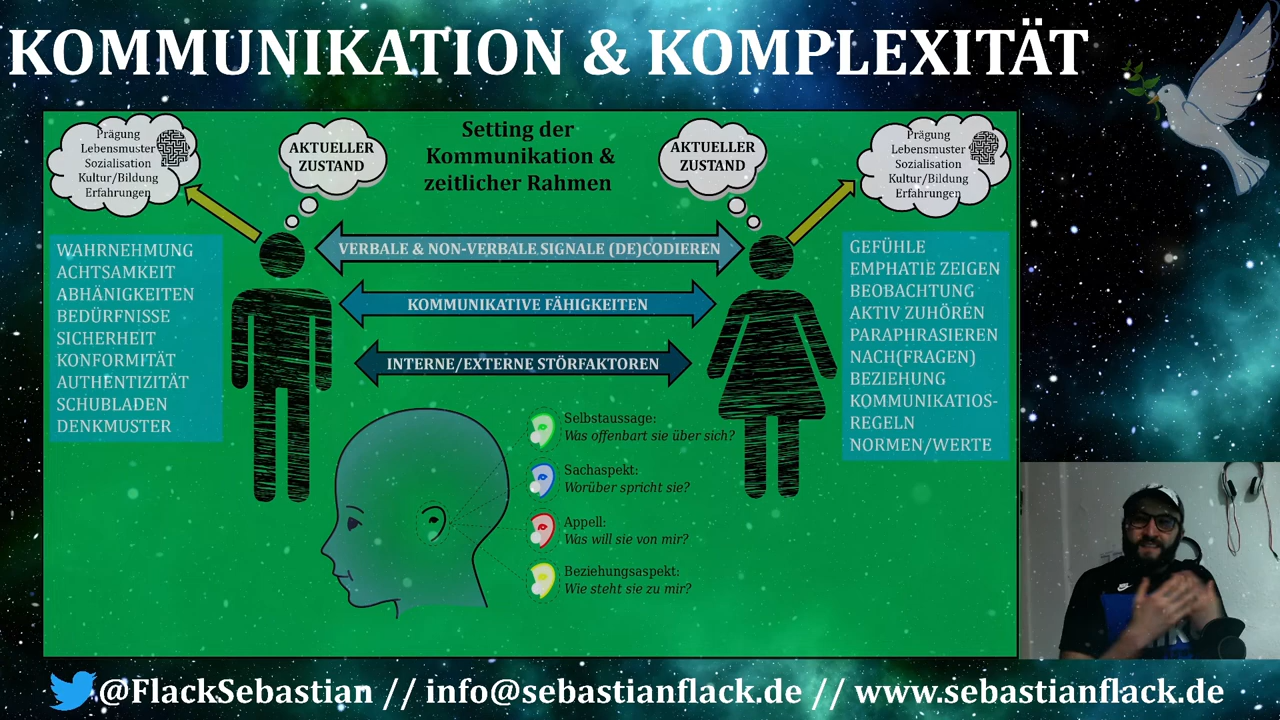 KOMMUNIKATION & KOMPLEXITÄT
Prägung
Lebensmuster
Sozialisation
Kultur/Bildung
Erfahrungen
AKTUELLER
ZUSTAND
Setting der
Kommunikation &
zeitlicher Rahmen
AKTUELLER
ZUSTAND
Prägung
Lebensmuster
Sozialisation
Kultur/Bildung
Erfahrungen
WAHRNEHMUNG
ACHTSAMKEIT
ABHÄNIGKEITEN
BEDÜRFNISSE
SICHERHEIT
KONFORMITÄT
AUTHENTIZITÄT
SCHUBLADEN
DENKMUSTER
VERBALE & NON-VERBALE SIGNALE (DE)CODIEREN
KOMMUNIKATIVE FÄHIGKEITEN
INTERNE/EXTERNE STÖRFAKTOREN
GEFÜHLE
EMPHATIE ZEIGEN
BEOBACHTUNG
AKTIV ZUHÖREN
PARAPHRASIEREN
NACH(FRAGEN)
BEZIEHUNG
KOMMUNIKATIOS-
REGELN
NORMEN/WERTE
Selbstaussage:
Was offenbart sie über sich?
Sachaspekt:
Worüber spricht sie?
Appell:
Was will sie von mir?
Beziehungsaspekt:
Wie steht sie zu mir?
@FlackSebastian // info@sebastianflack.de // www.sebastianflack.de